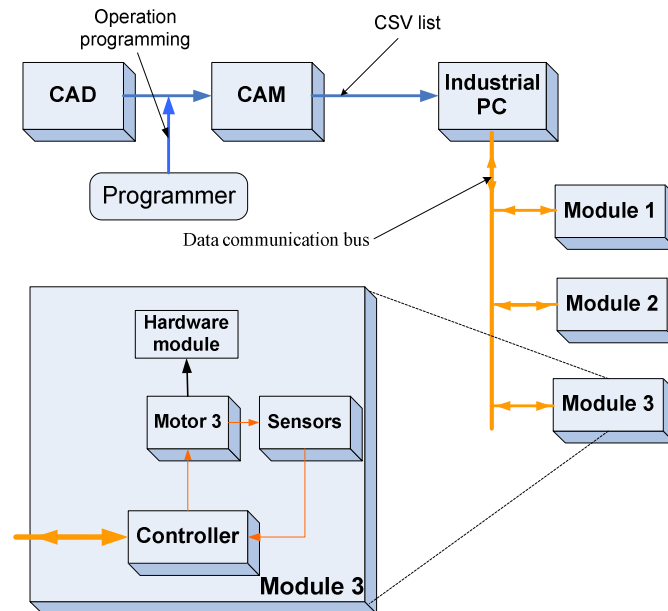 Operation
programming
CSV list
CAD
CAM
Industrial
PC
Programmer
Data communication bus
Module 1
Module 2
Module 3
Hardware
module
Motor 3
Sensors
Controller
Module 3